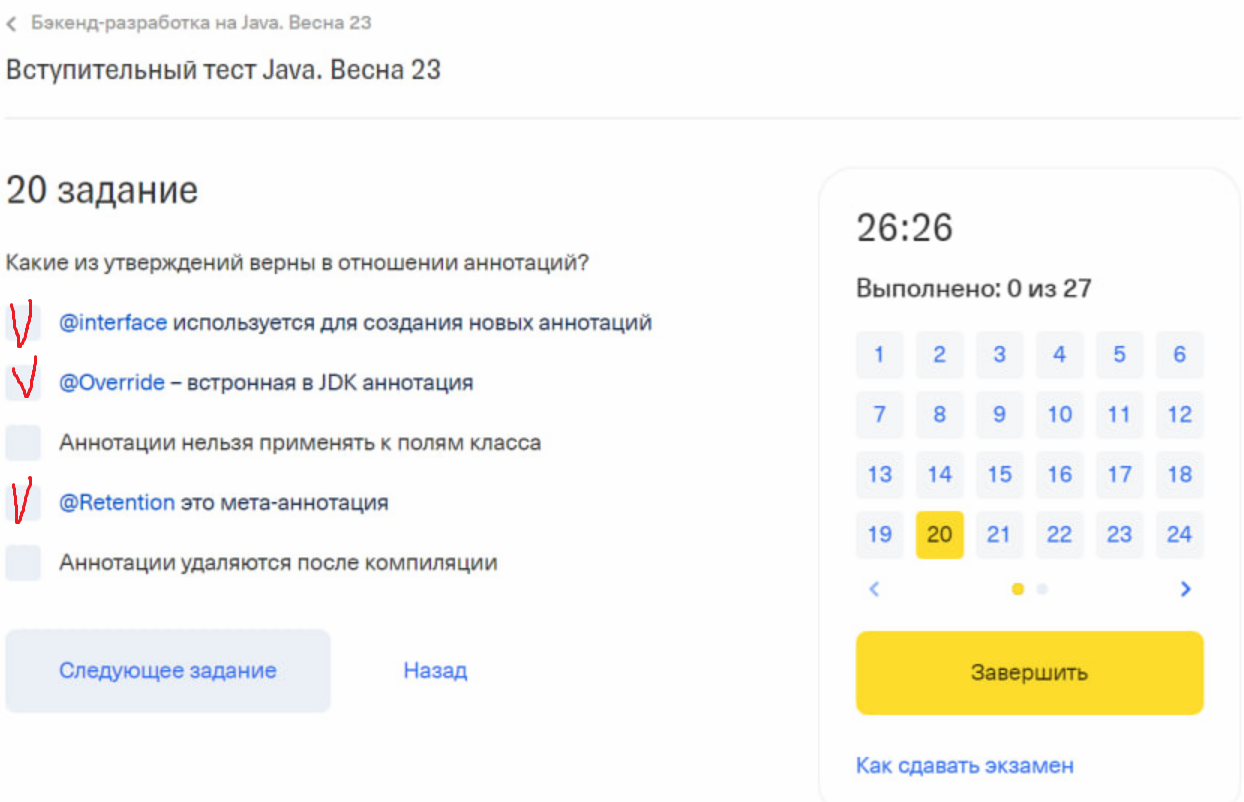 Бэкенд-разработка на Java. Весна 23
Вступительный тест Java. Весна 23
20 задание
Какие из утверждений верны в отношении аннотаций?
@interface используется для создания новых аннотаций
@Override – встронная в JDK аннотация
Аннотации нельзя применять к полям класса
@Retention это мета-аннотация
Аннотации удаляются после компиляции
Следующее задание
Назад
26:26
Выполнено: 0 из 27
1 2 3 4 5 6
7 8 9 10 11 12
13 14 15 16 17 18
19 20 21 22 23 24
Завершить
Как сдавать экзамен